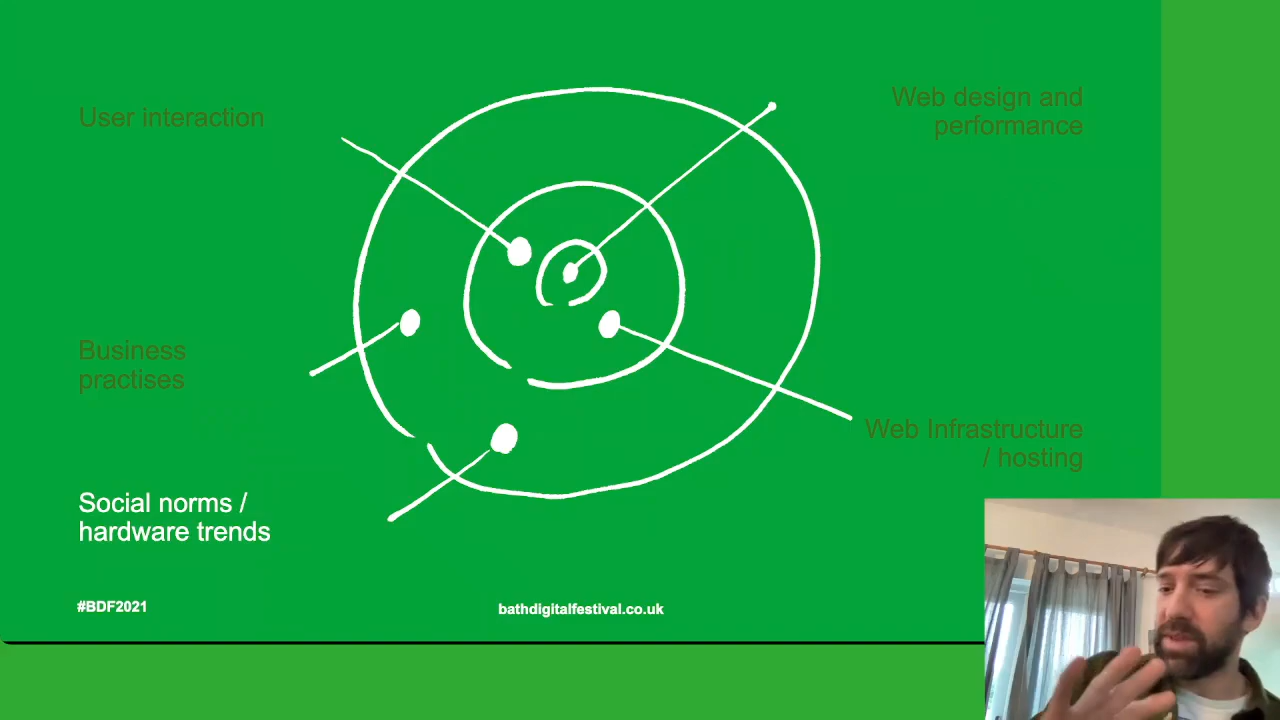 User interaction
Web design and
performance
Business
practises
Web Infrastructure
/ hosting
Social norms /
hardware trends
#BDF2021
bathdigitalfestival.co.uk